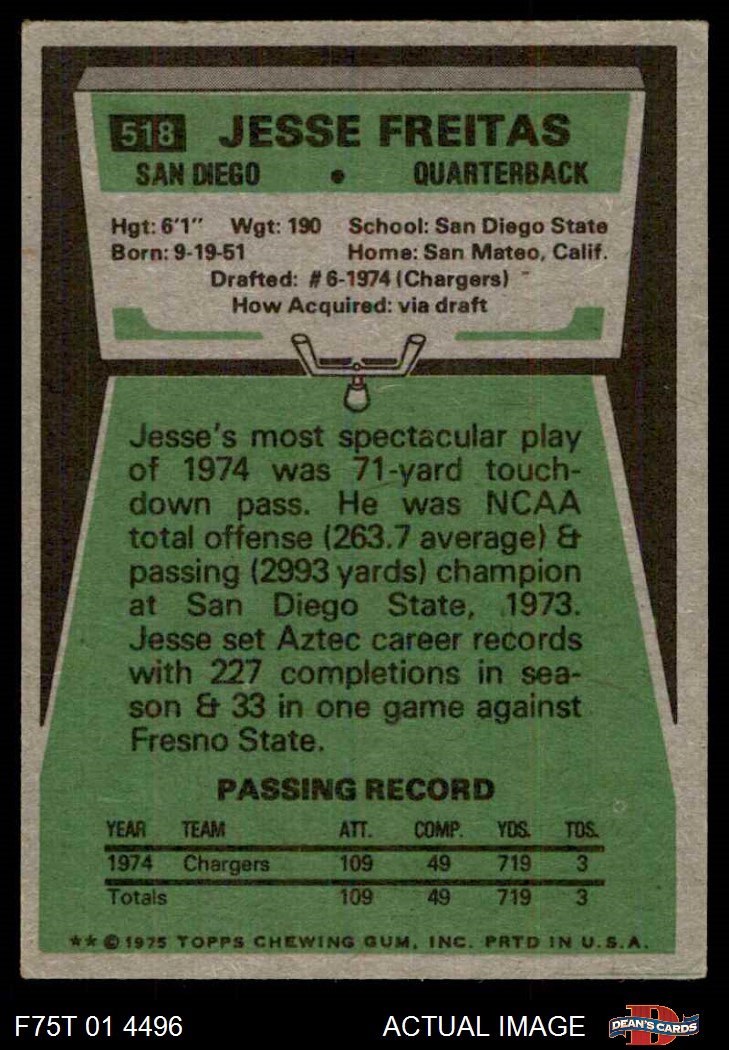 518 JESSE FREITAS
SAN DIEGO • QUARTERBACK
Hgt: 6'1" Wgt: 190 School: San Diego State
Born: 9-19-51 Home: San Mateo, Calif.
Drafted: #6-1974 (Chargers)
How Acquired: via draft
Jesse's most spectacular play
of 1974 was 71-yard touch-
down pass. He was NCAA
total offense (263.7 average) &
passing (2993 yards) champion
at San Diego State, 1973.
Jesse set Aztec career records
with 227 completions in sea-
son & 33 in one game against
Fresno State.
PASSING RECORD
YEAR TEAM ATT. COMP. YDS. TDS.
1974 Chargers 109 49 719 3
Totals 109 49 719 3
** © 1975 TOPPS CHEWING GUM, INC. PRTD IN U.S.A.
F75T 01 4496 ACTUAL IMAGE D DEAN'S CARDS